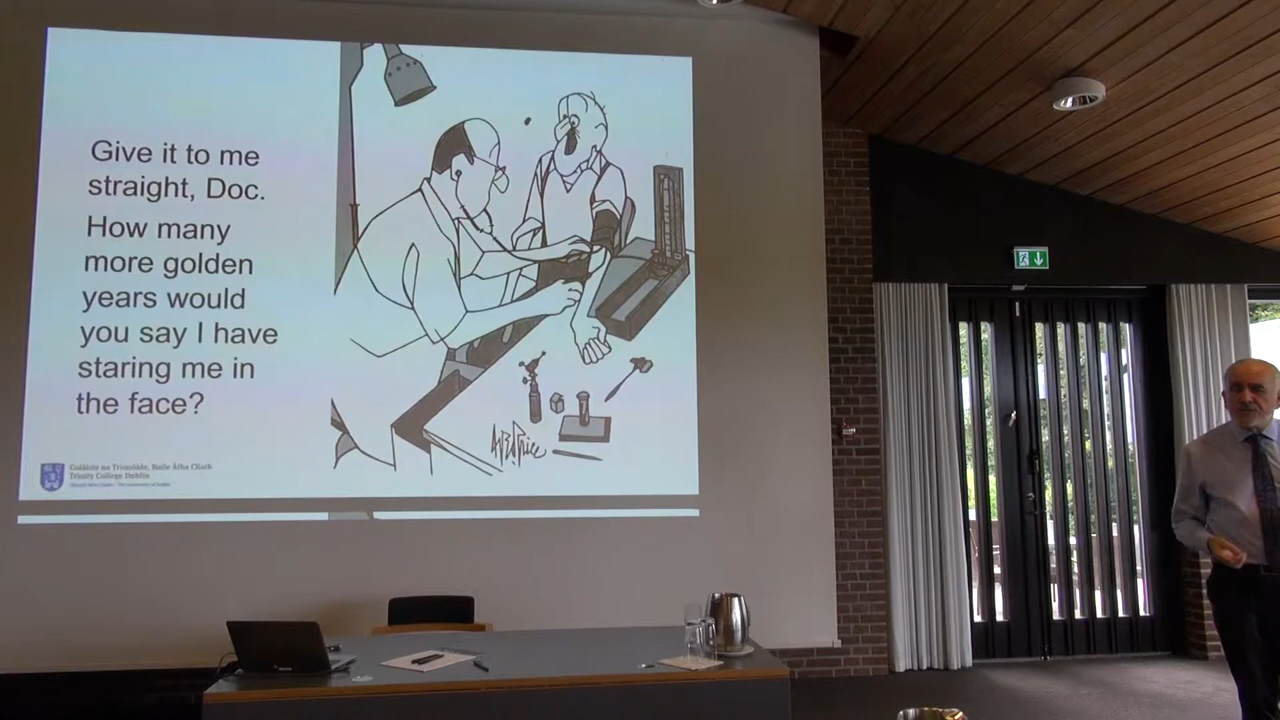 Give it to me
straight, Doc.
How many
more golden
years would
you say I have
staring me in
the face?
Coláiste na Tríonóide, Baile Átha Cliath
Trinity College Dublin